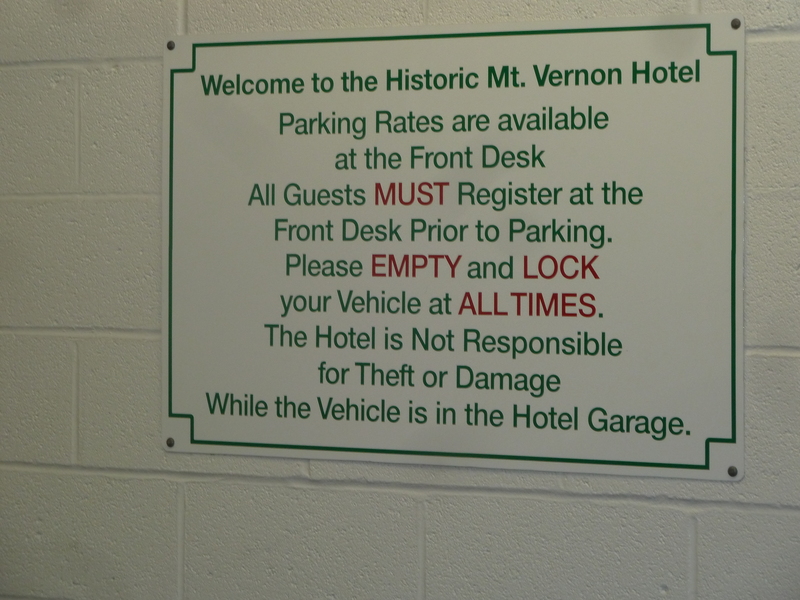 Welcome to the Historic Mt. Vernon Hotel
Parking Rates are available
at the Front Desk
All Guests MUST Register at the
Front Desk Prior to Parking.
Please EMPTY and LOCK
your Vehicle at ALL TIMES.
The Hotel is Not Responsible
for Theft or Damage
While the Vehicle is in the Hotel Garage.